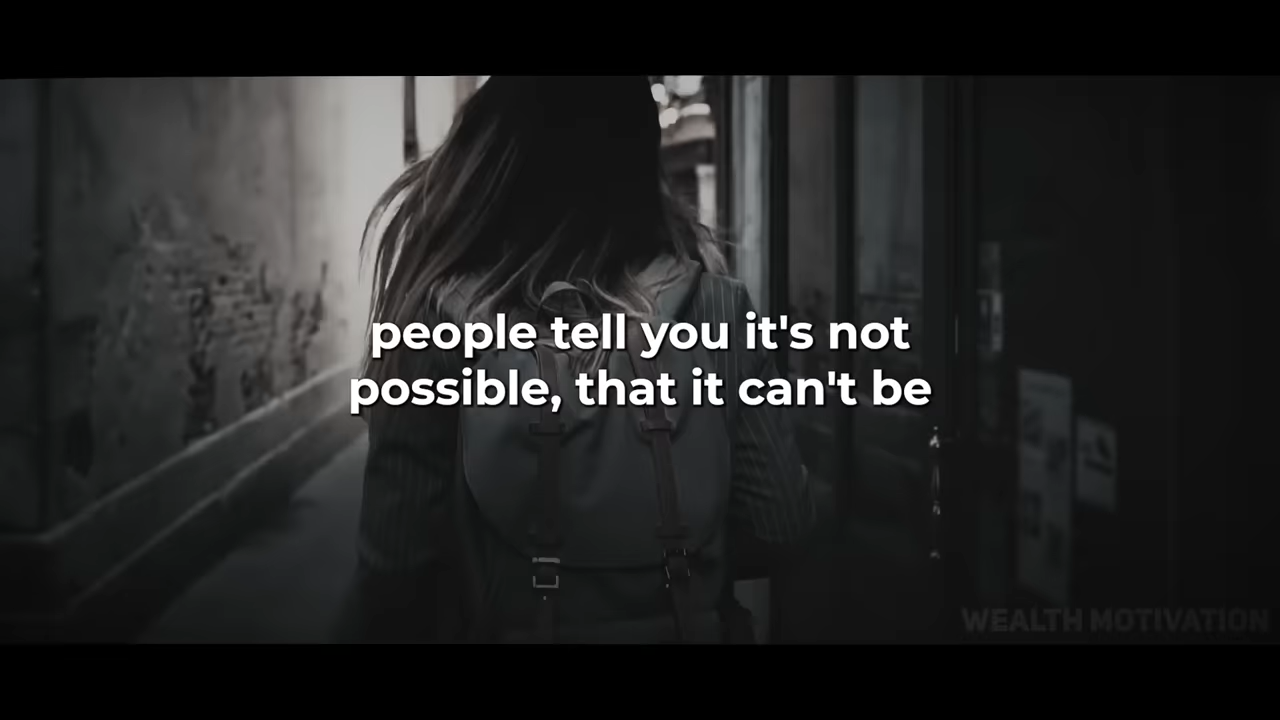 people tell you it's not
possible, that it can't be
WEALTH MOTIVATION